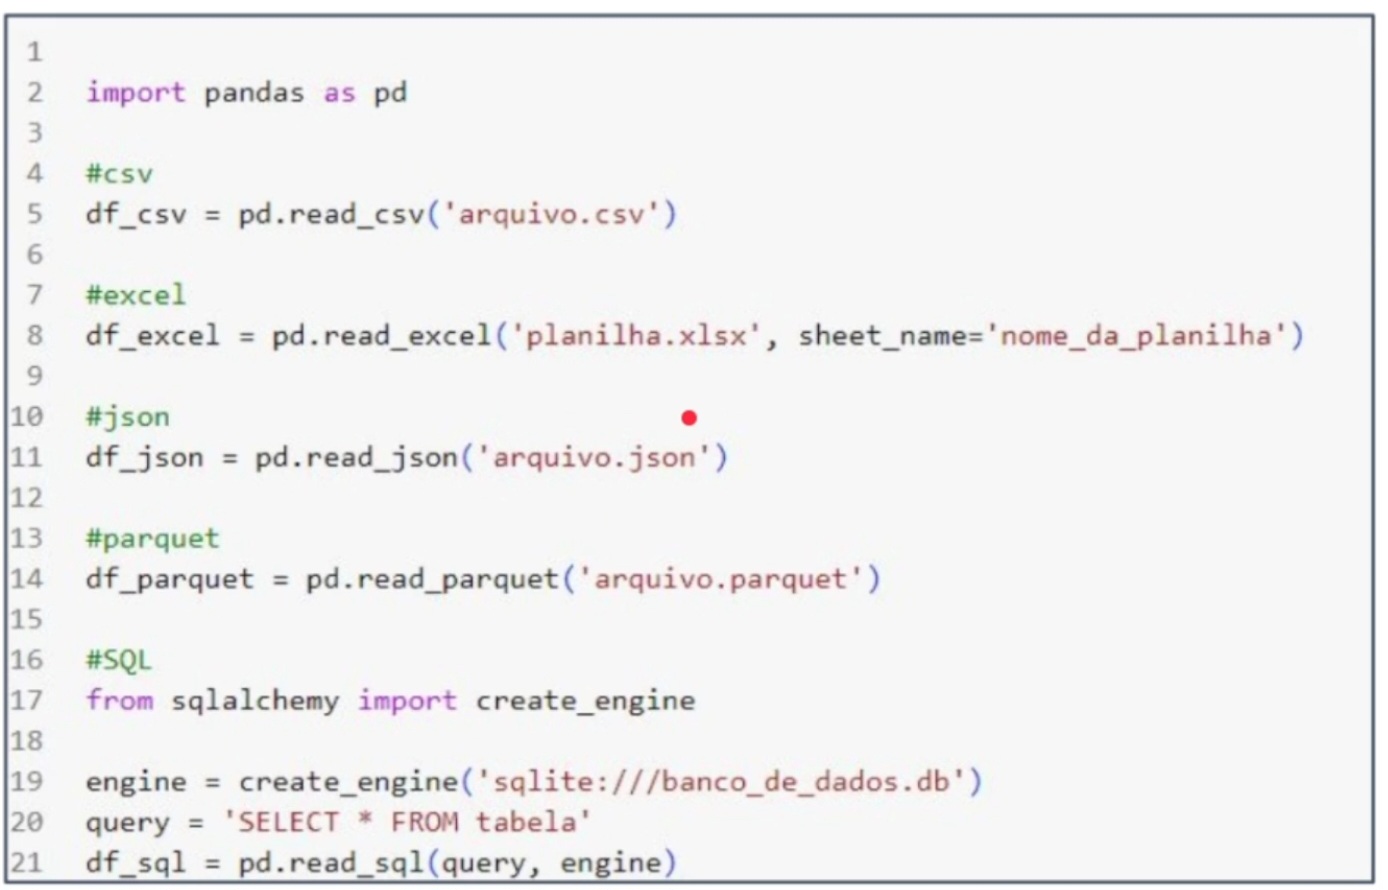 1
2 import pandas as pd
3
4 #csv
5 df_csv = pd.read_csv('arquivo.csv')
6
7 #excel
8 df_excel = pd.read_excel('planilha.xlsx', sheet_name='nome_da_planilha')
9
10 #json
11 df_json = pd.read_json('arquivo.json')
12
13 #parquet
14 df_parquet = pd.read_parquet('arquivo.parquet')
15
16 #SQL
17 from sqlalchemy import create_engine
18
19 engine = create_engine('sqlite:///banco_de_dados.db')
20 query = 'SELECT * FROM tabela'
21 df_sql = pd.read_sql(query, engine)